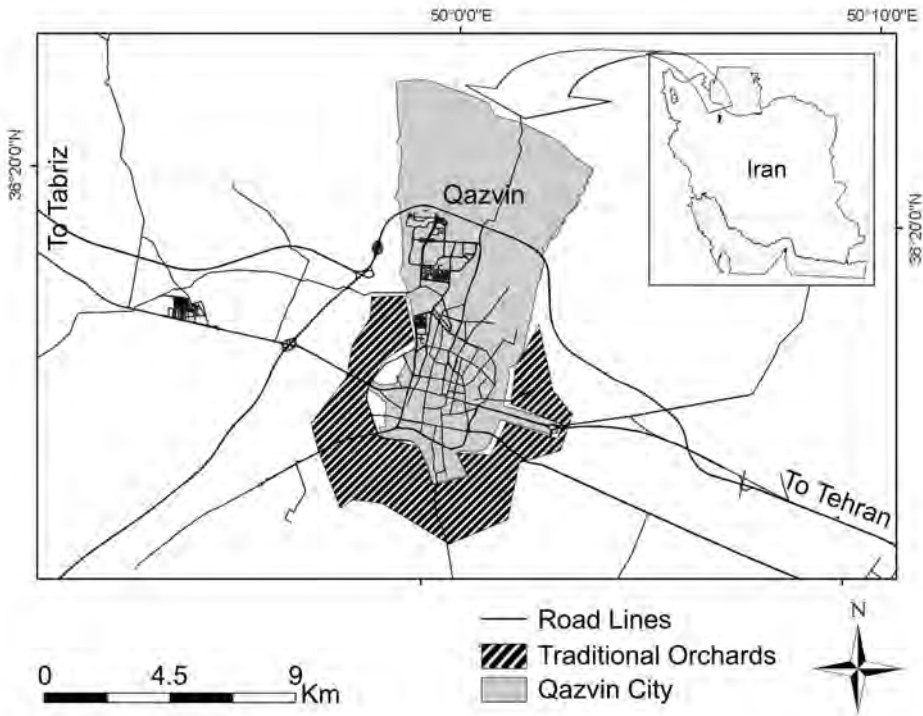 50°0'0"E
50°10'0"E
36°20'0"N
To Tabriz
Qazvin
Iran
36°20'0"N
To Tehran
Road Lines
Traditional Orchards
Qazvin City
N
0 4.5 9
Km